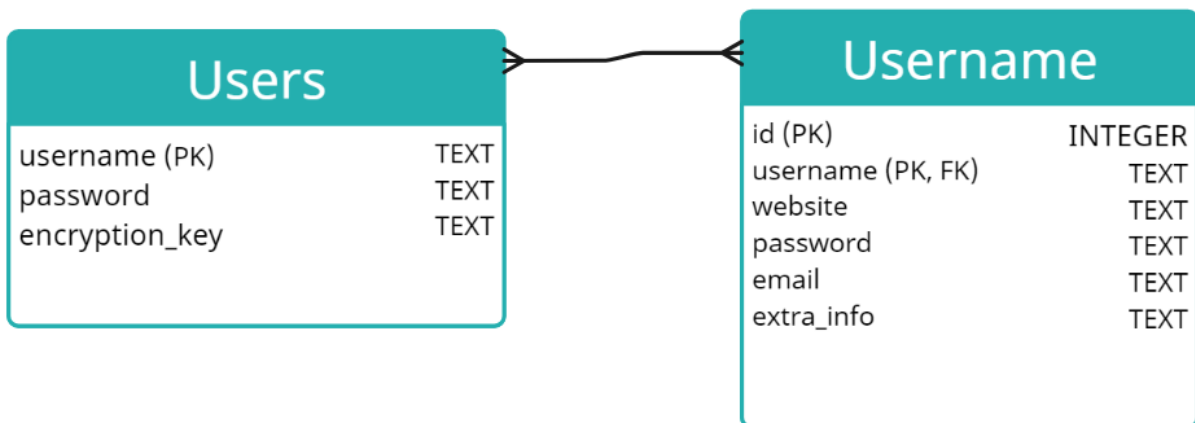 Users
username (PK) TEXT
password TEXT
encryption_key TEXT
Username
id (PK) INTEGER
username (PK, FK) TEXT
website TEXT
password TEXT
email TEXT
extra_info TEXT